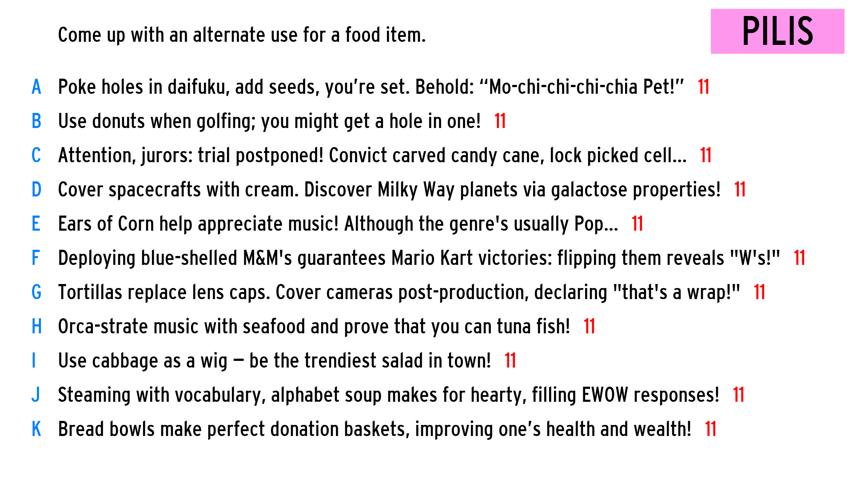 Come up with an alternate use for a food item.
PILIS
A Poke holes in daifuku, add seeds, you’re set. Behold: “Mo-chi-chi-chi-chia Pet!” 11
B Use donuts when golfing; you might get a hole in one! 11
C Attention, jurors: trial postponed! Convict carved candy cane, lock picked cell... 11
D Cover spacecrafts with cream. Discover Milky Way planets via galactose properties! 11
E Ears of Corn help appreciate music! Although the genre's usually Pop... 11
F Deploying blue-shelled M&M's guarantees Mario Kart victories: flipping them reveals "W's!" 11
G Tortillas replace lens caps. Cover cameras post-production, declaring "that's a wrap!" 11
H Orca-strate music with seafood and prove that you can tuna fish! 11
I Use cabbage as a wig – be the trendiest salad in town! 11
J Steaming with vocabulary, alphabet soup makes for hearty, filling EWOW responses! 11
K Bread bowls make perfect donation baskets, improving one’s health and wealth! 11